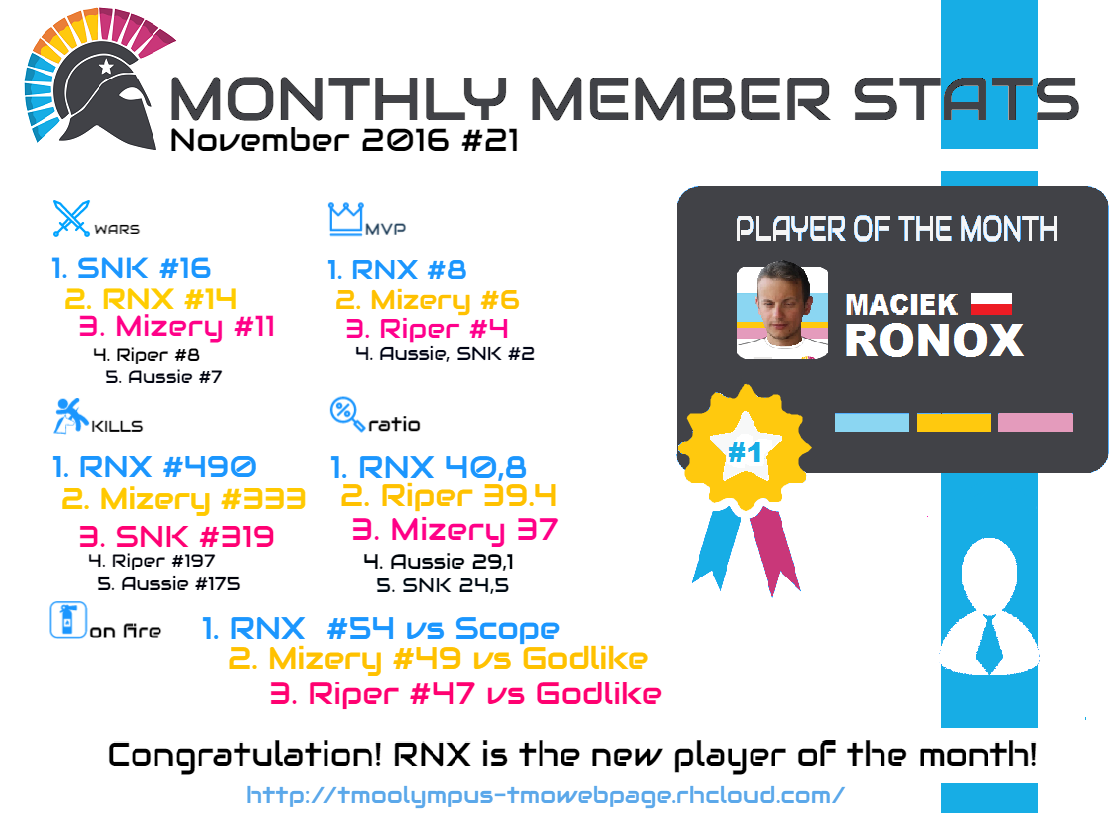 MONTHLY MEMBER STATS
November 2016 #21
WARS
1. SNK #16
2. RNX #14
3. Mizery #11
4. Riper #8
5. Aussie #7
MVP
1. RNX #8
2. Mizery #6
3. Riper #4
4. Aussie, SNK #2
KILLS
1. RNX #490
2. Mizery #333
3. SNK #319
4. Riper #197
5. Aussie #175
ratio
1. RNX 40,8
2. Riper 39.4
3. Mizery 37
4. Aussie 29,1
5. SNK 24,5
on fire
1. RNX #54 vs Scope
2. Mizery #49 vs Godlike
3. Riper #47 vs Godlike
PLAYER OF THE MONTH
MACIEK
RONOX
#1
Congratulation! RNX is the new player of the month!
http://tmoolympus-tmowebpage.rhcloud.com/